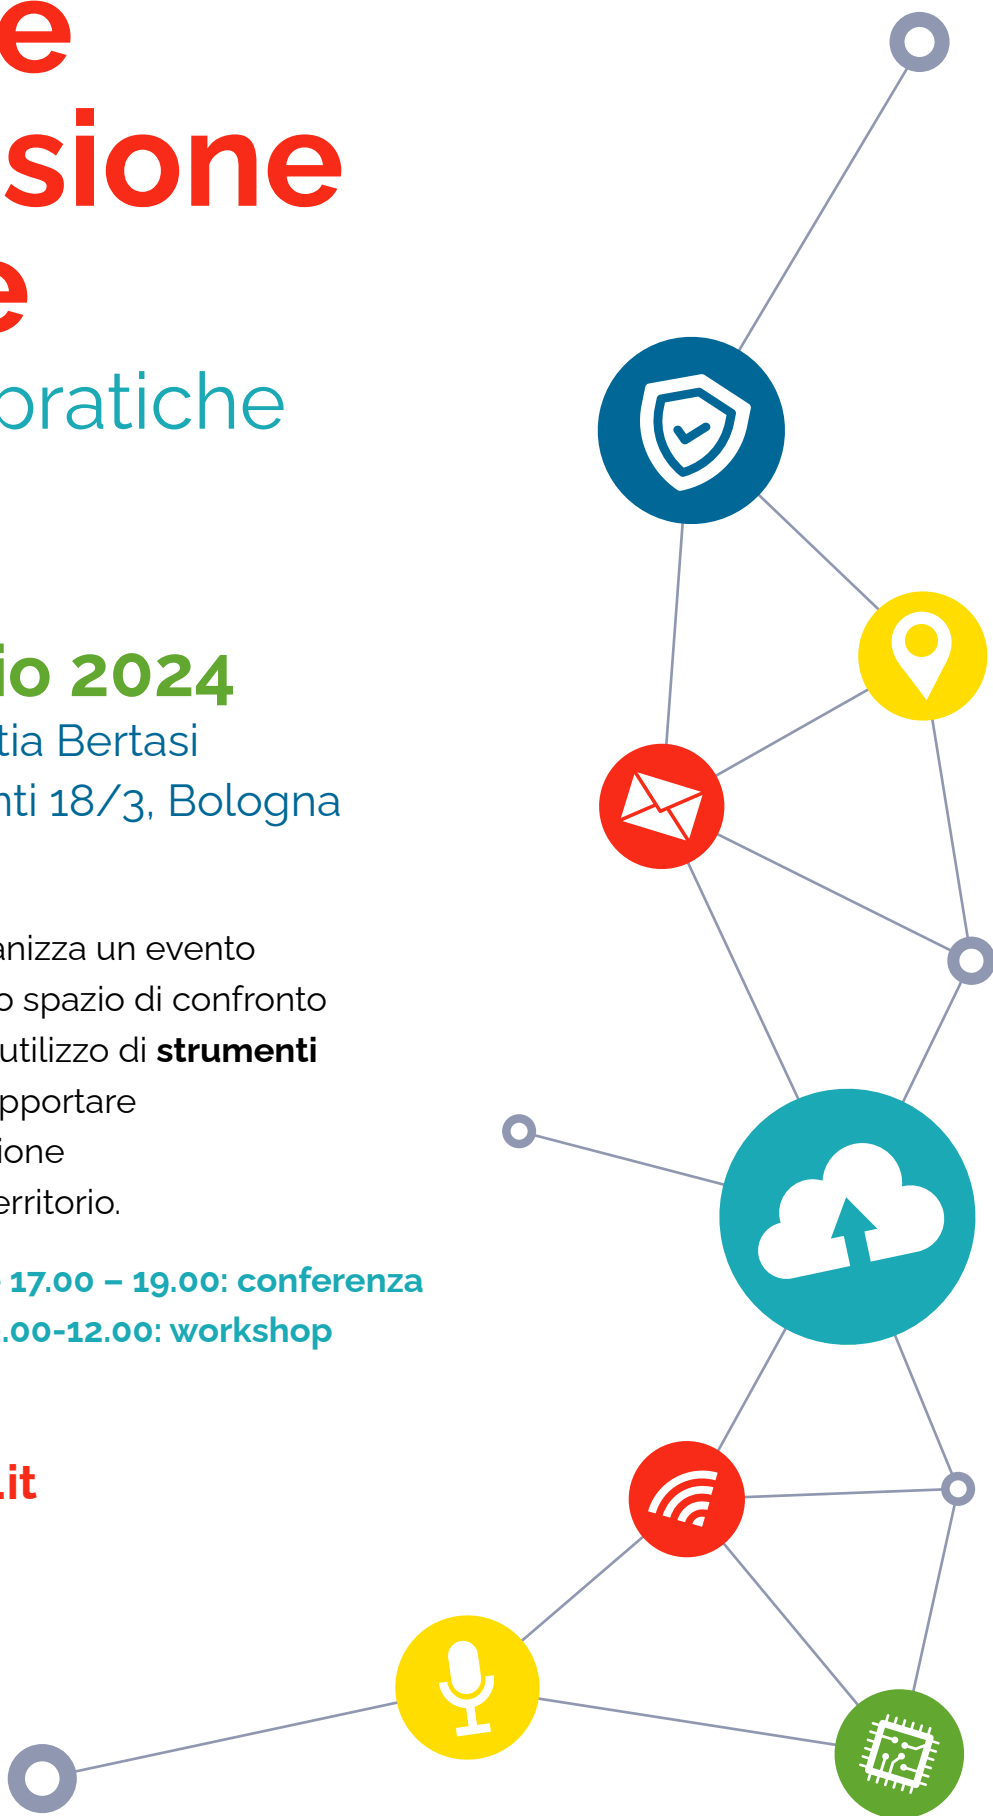 e
sione
e
pratiche
io 2024
tia Bertasi
nti 18/3, Bologna
anizza un evento
o spazio di confronto
utilizzo di strumenti
pportare
ione
erritorio.
17.00 – 19.00: conferenza
.00-12.00: workshop
.it